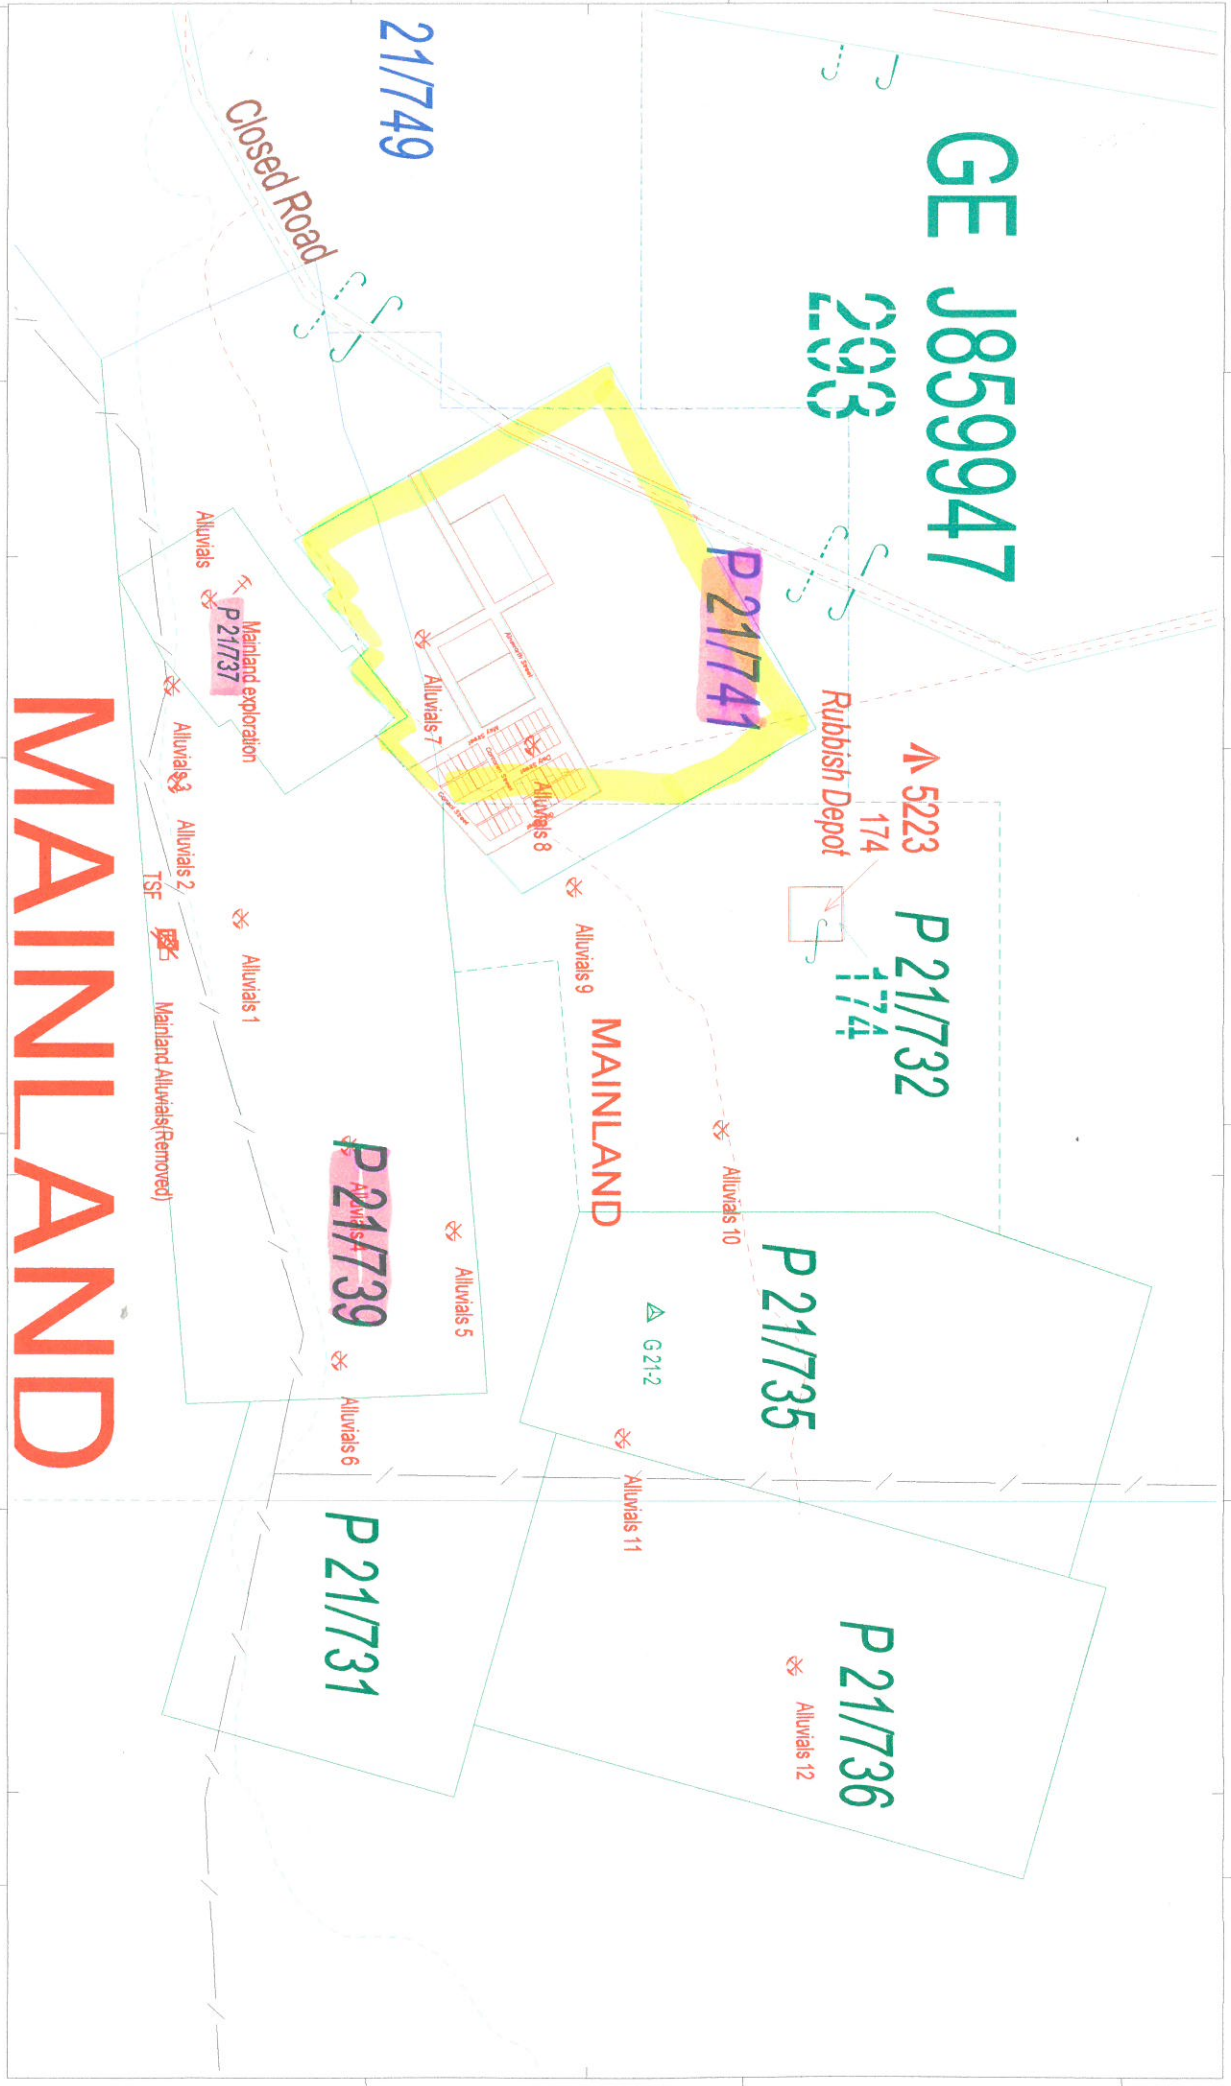 GE J859947
293
21/749
Closed Road
P 21/741
Rubbish Depot
5223
174
P 21/732
174
Alluvials
Mainland exploration
P 21/737
Alluvials 7
Alluvials 8
Alluvials 3
Alluvials 2
TSF
Alluvials 1
Mainland Alluvials(Removed)
Alluvials 9
MAINLAND
Alluvials 10
P 21/739
Alluvials 4
Alluvials 5
Alluvials 6
P 21/735
G 21-2
Alluvials 11
P 21/731
P 21/736
Alluvials 12
MAINLAND